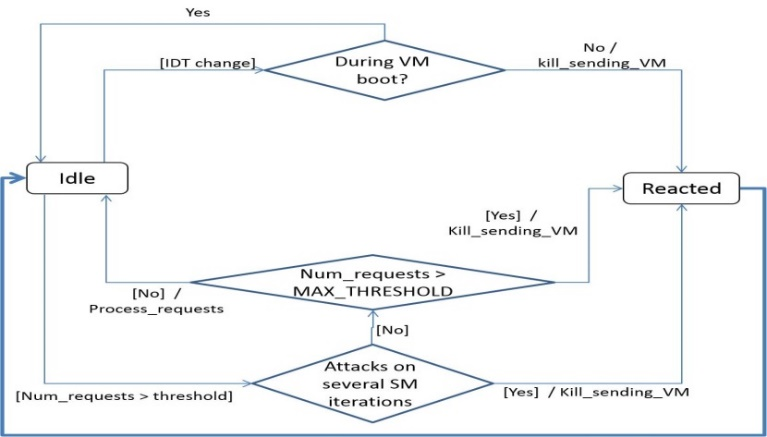 Yes
[IDT change]
During VM
boot?
No /
kill_sending_VM
Idle
Reacted
[Yes] /
Kill_sending_VM
Num_requests >
MAX_THRESHOLD
[No] /
Process_requests
[No]
Attacks on
several SM
iterations
[Num_requests > threshold]
[Yes] / Kill_sending_VM